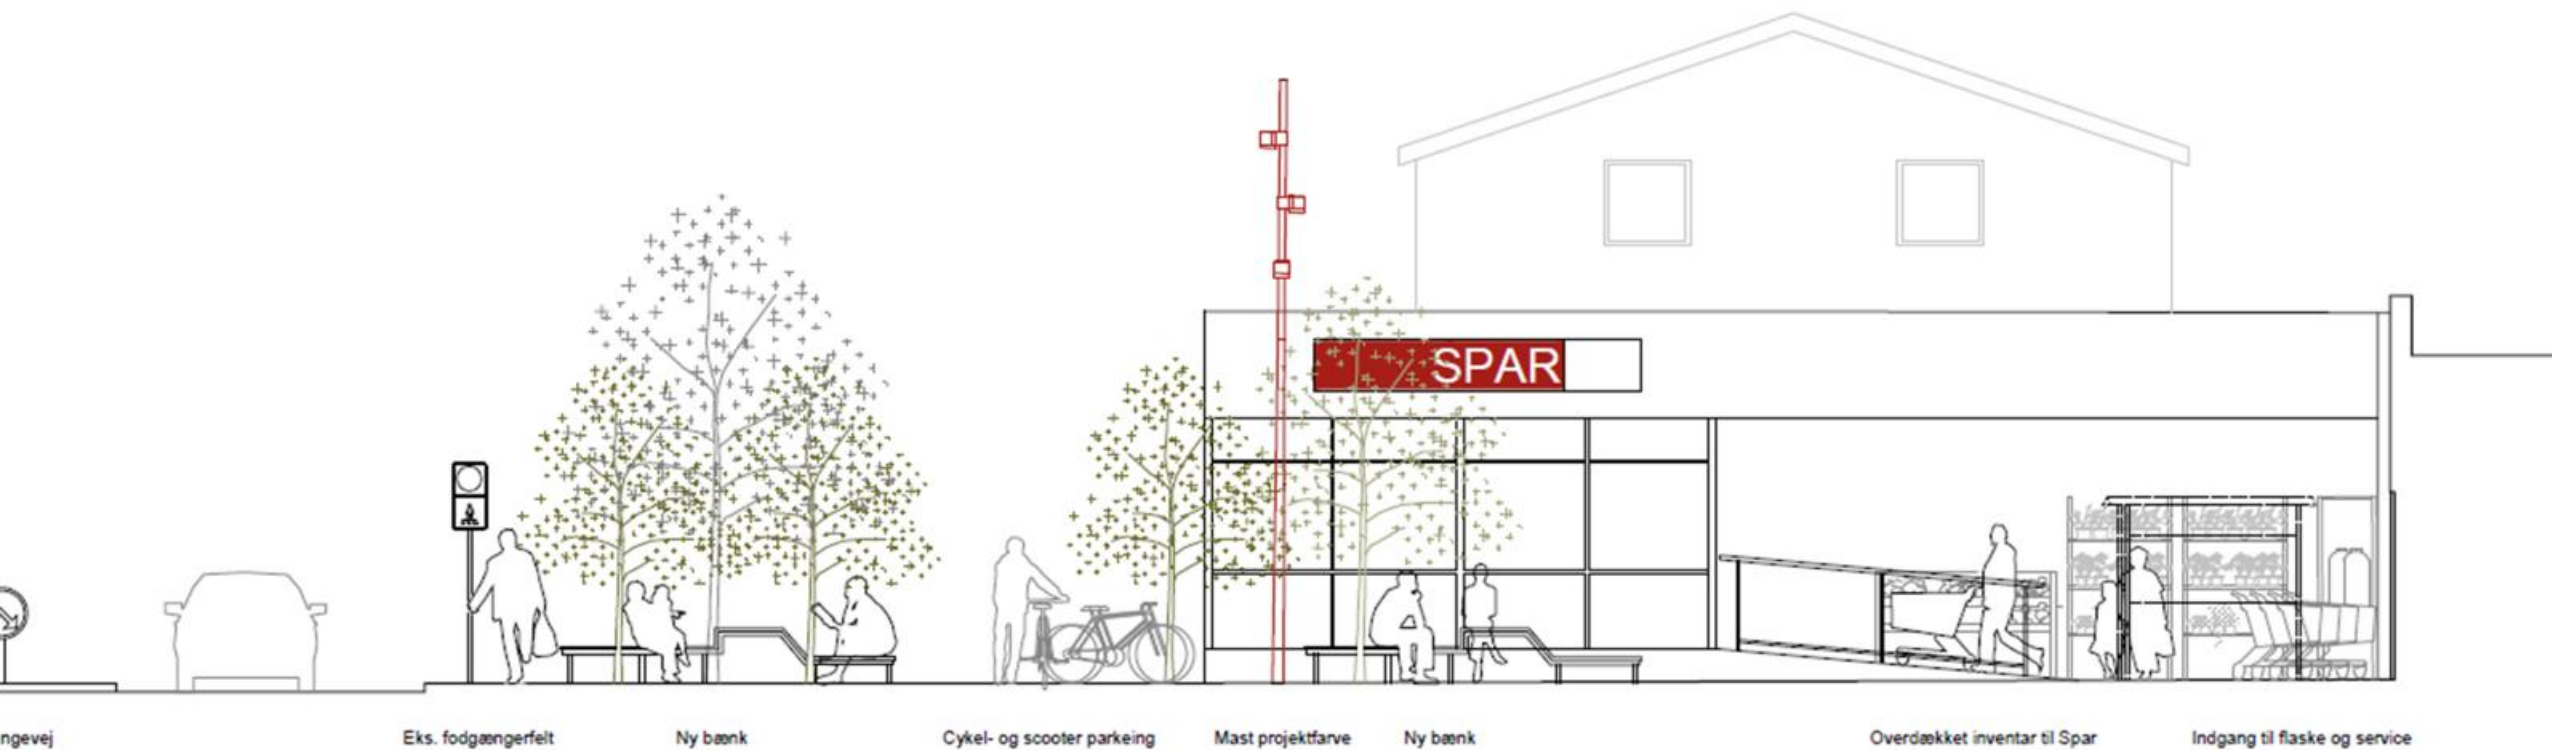 SPAR
ngevej
Eks. fodgængerfelt
Ny bænk
Cykel- og scooter parkeing
Mast projektfarve
Ny bænk
Overdækket inventar til Spar
Indgang til flaske og service